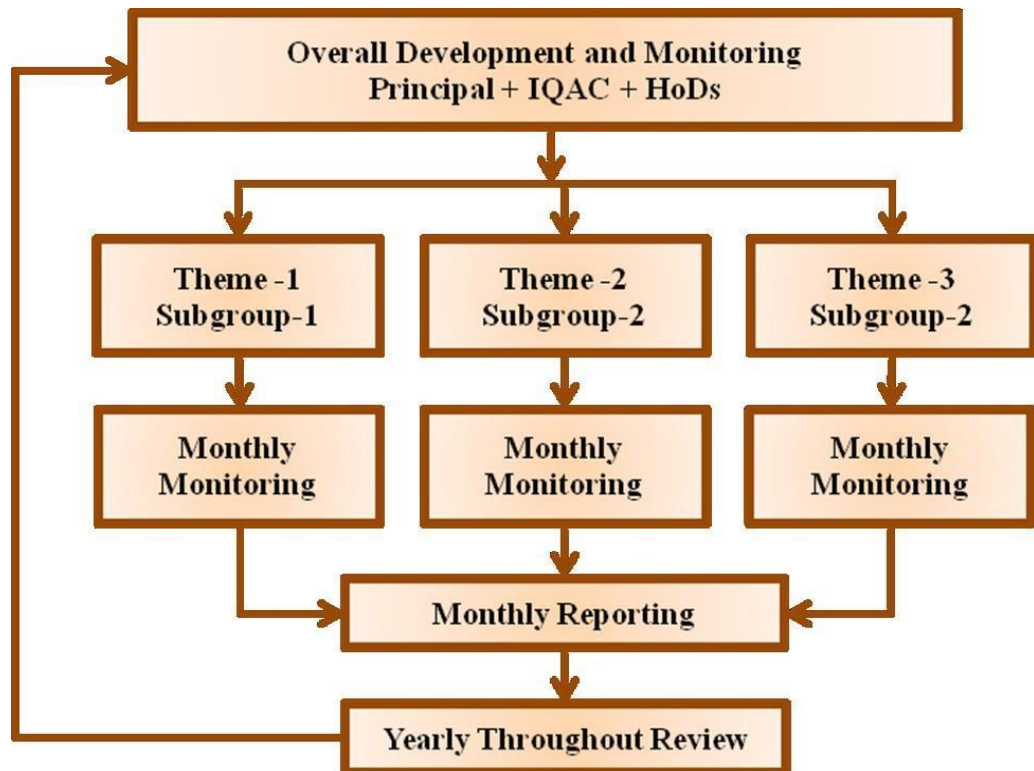 Overall Development and Monitoring
Principal + IQAC + HoDs
Theme -1
Subgroup-1
Theme -2
Subgroup-2
Theme -3
Subgroup-2
Monthly
Monitoring
Monthly
Monitoring
Monthly
Monitoring
Monthly Reporting
Yearly Throughout Review